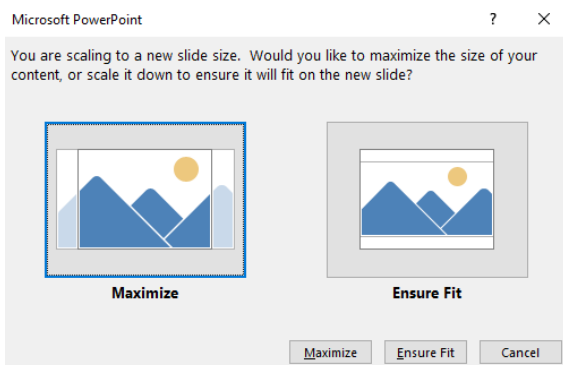 Microsoft PowerPoint
You are scaling to a new slide size. Would you like to maximize the size of your
content, or scale it down to ensure it will fit on the new slide?
Maximize
Ensure Fit
Maximize
Ensure Fit
Cancel